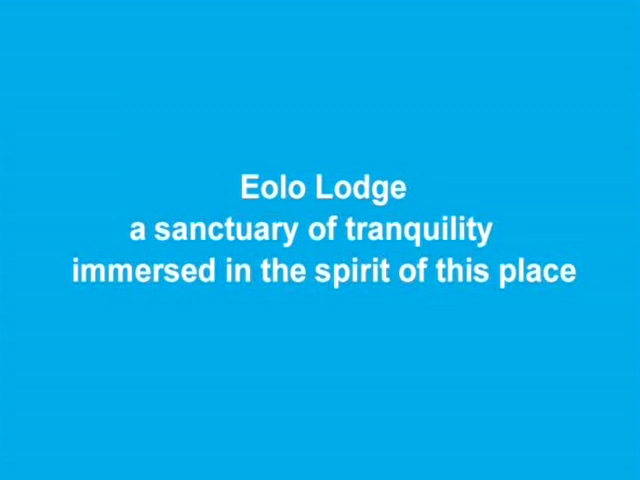 Eolo Lodge
a sanctuary of tranquility
immersed in the spirit of this place